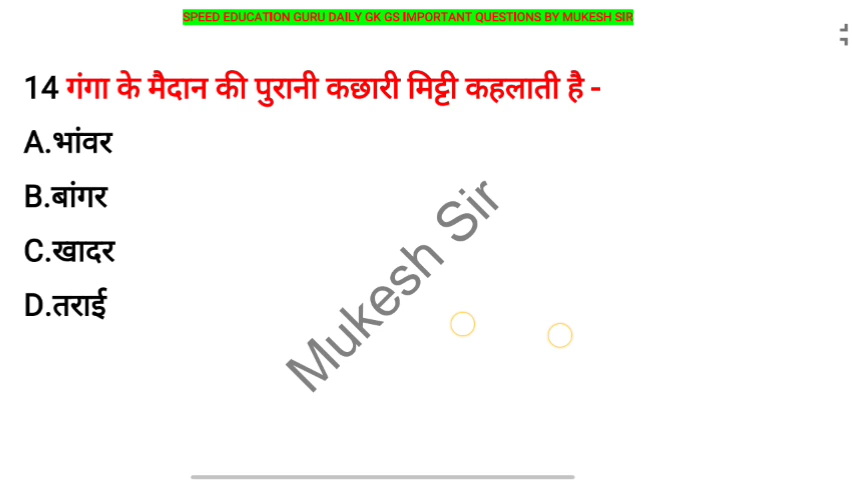 SPEED EDUCATION GURU DAILY GK GS IMPORTANT QUESTIONS BY MUKESH SIR
14 गंगा के मैदान की पुरानी कछारी मिट्टी कहलाती है -
A.भांवर
B.बांगर
C.खादर
D.तराई
Mukesh Sir